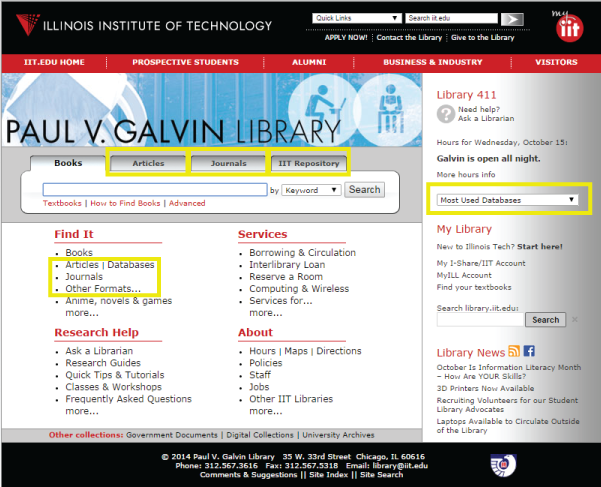 ILLINOIS INSTITUTE OF TECHNOLOGY
Quick Links
Search iit.edu
my iit
APPLY NOW! | Contact the Library | Give to the Library
IIT.EDU HOME PROSPECTIVE STUDENTS ALUMNI BUSINESS & INDUSTRY VISITORS
PAUL V. GALVIN LIBRARY
Books Articles Journals IIT Repository
by Keyword Search
Textbooks | How to Find Books | Advanced
Find It
Books
Articles | Databases
Journals
Other Formats...
Anime, novels & games
more...
Services
Borrowing & Circulation
Interlibrary Loan
Reserve a Room
Computing & Wireless
Services for...
more...
Research Help
Ask a Librarian
Research Guides
Quick Tips & Tutorials
Classes & Workshops
Frequently Asked Questions
more...
About
Hours | Maps | Directions
Policies
Staff
Jobs
Other IIT Libraries
more...
Library 411
Need help?
Ask a Librarian
Hours for Wednesday, October 15:
Galvin is open all night.
More hours info
Most Used Databases
My Library
New to Illinois Tech? Start here!
My I-Share/IIT Account
MyILL Account
Find your textbooks
Search library.iit.edu:
Search
Library News
October Is Information Literacy Month
– How Are YOUR Skills?
3D Printers Now Available
Recruiting Volunteers for our Student
Library Advocates
Laptops Available to Circulate Outside
of the Library
Other collections: Government Documents | Digital Collections | University Archives
© 2014 Paul V. Galvin Library 35 W. 33rd Street Chicago, IL 60616
Phone: 312.567.3616 Fax: 312.567.5318 Email: library@iit.edu
Comments & Suggestions || Site Index || Site Search